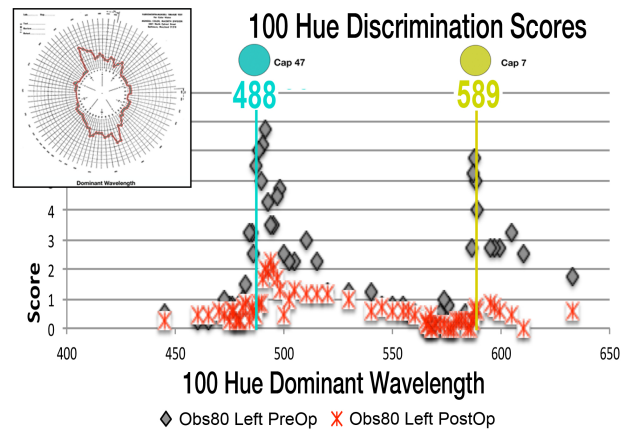 100 Hue Discrimination Scores
Cap 47
Cap 7
488
589
Dominant Wavelength
4
3
2
1
0
Score
400
450
500
550
600
650
100 Hue Dominant Wavelength
Obs80 Left PreOp
Obs80 Left PostOp